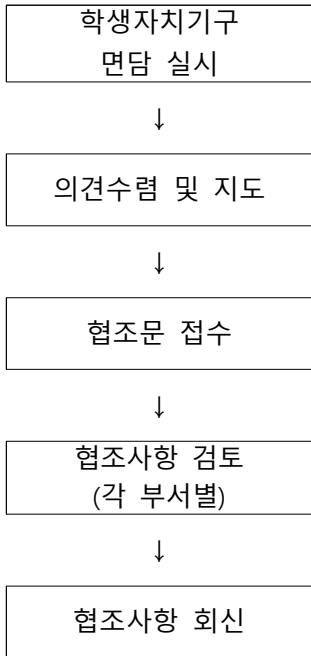 학생자치기구
면담 실시
↓
의견수렴 및 지도
↓
협조문 접수
↓
협조사항 검토
(각 부서별)
↓
협조사항 회신